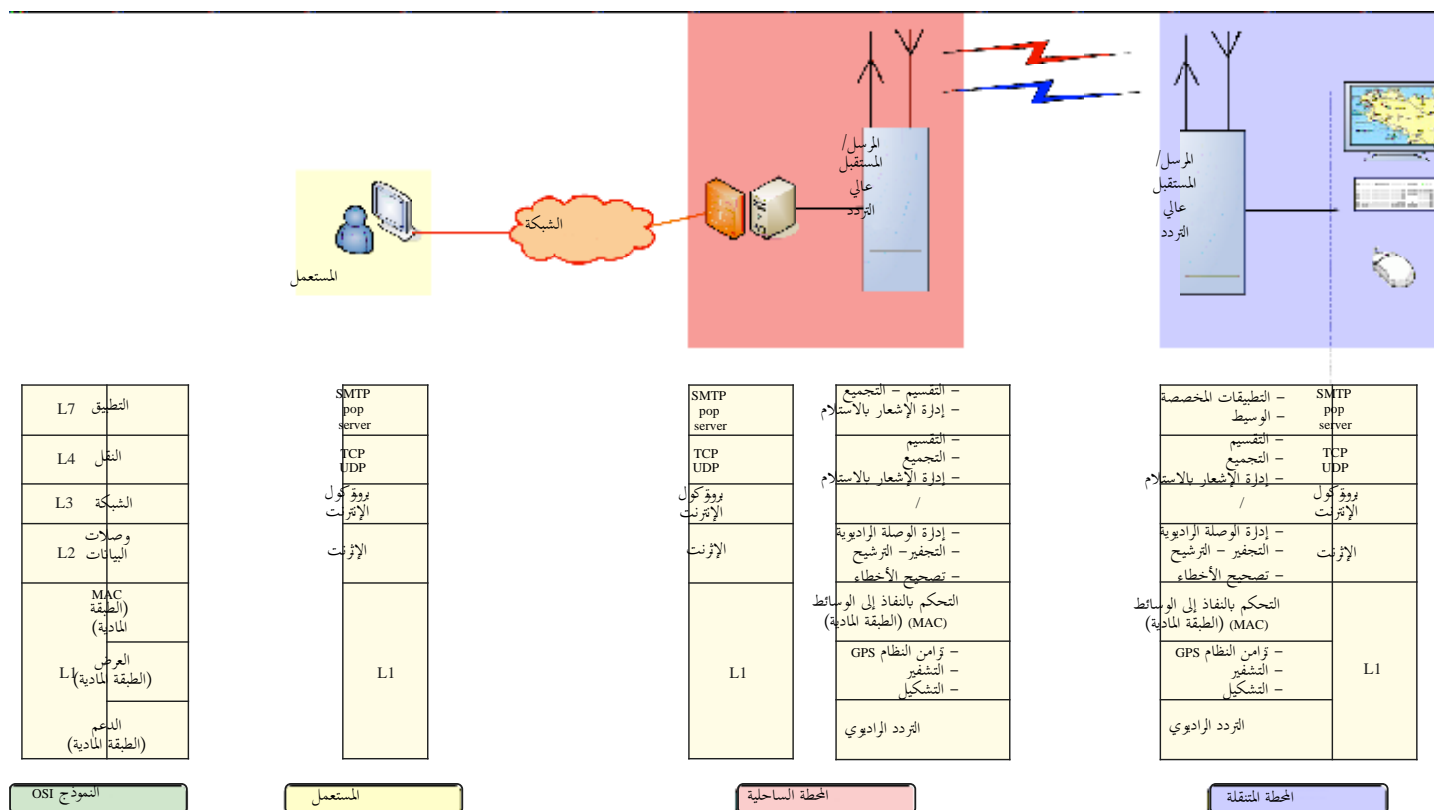 المرسل/
المستقبل
عالي
التردد
المرسل/
المستقبل
عالي
التردد
الشبكة
المستعمل
L7 التطبيق
L4 النقل
L3 الشبكة
وصلات
L2 البيانات
MAC
(الطبقة
المادية)
L1
العرض
(الطبقة المادية)
الدعم
(الطبقة المادية)
SMTP
pop
server
TCP
UDP
بروتوكول
الإنترنت
الإثرنت
L1
SMTP
pop
server
TCP
UDP
بروتوكول
الإنترنت
الإثرنت
L1
– التقسيم – التجميع
– إدارة الإشعار بالاستلام
– التقسيم
– التجميع
– إدارة الإشعار بالاستلام
/
– إدارة الوصلة الراديوية
– التجفير– الترشيح
– تصحيح الأخطاء
التحكم بالنفاذ إلى الوسائط
(MAC) (الطبقة المادية)
– تزامن النظام GPS
– التشفير
– التشكيل
التردد الراديوي
– التطبيقات المخصصة
– الوسيط
– التقسيم
– التجميع
– إدارة الإشعار بالاستلام
/
– إدارة الوصلة الراديوية
– التجفير – الترشيح
– تصحيح الأخطاء
التحكم بالنفاذ إلى الوسائط
(MAC) (الطبقة المادية)
– تزامن النظام GPS
– التشفير
– التشكيل
التردد الراديوي
SMTP
pop
server
TCP
UDP
بروتوكول
الإنترنت
الإثرنت
L1
النموذج OSI
المستعمل
المحطة الساحلية
المحطة المتنقلة